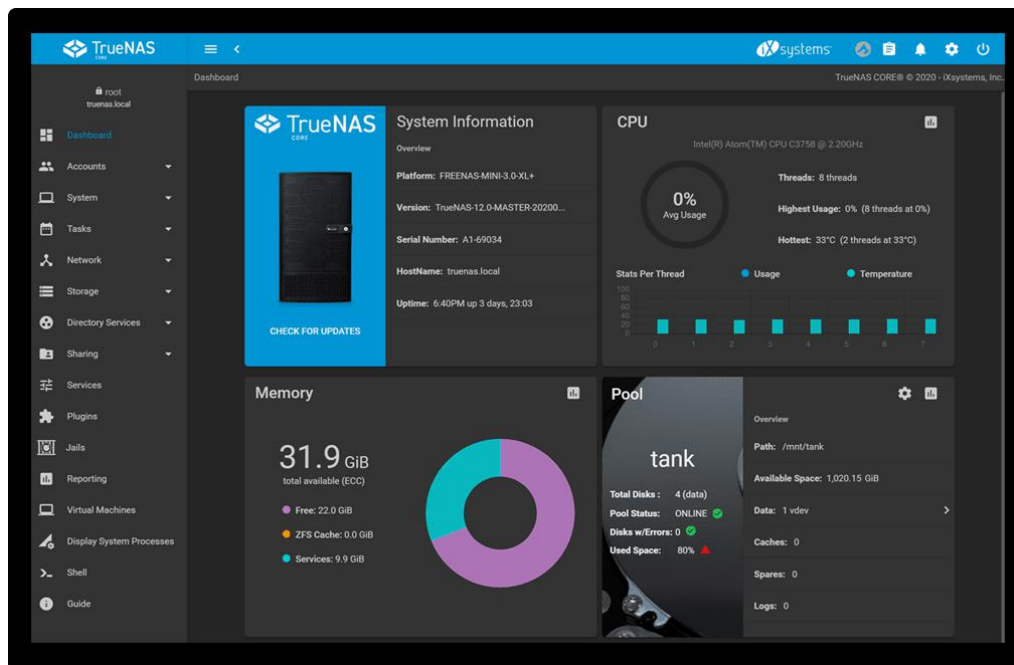 TrueNAS
CORE
iXsystems
root
truenas.local
Dashboard
TrueNAS CORE® © 2020 - iXsystems, Inc.
Dashboard
Accounts
System
Tasks
Network
Storage
Directory Services
Sharing
Services
Plugins
Jails
Reporting
Virtual Machines
Display System Processes
Shell
Guide
TrueNAS
CORE
CHECK FOR UPDATES
System Information
Overview
Platform: FREENAS-MINI-3.0-XL+
Version: TrueNAS-12.0-MASTER-20200...
Serial Number: A1-69034
HostName: truenas.local
Uptime: 6:40PM up 3 days, 23:03
CPU
Intel(R) Atom(TM) CPU C3758 @ 2.20GHz
0%
Avg Usage
Threads: 8 threads
Highest Usage: 0% (8 threads at 0%)
Hottest: 33°C (2 threads at 33°C)
Stats Per Thread Usage Temperature
100
80
60
40
20
0
0 1 2 3 4 5 6 7
Memory
31.9 GiB
total available (ECC)
Free: 22.0 GiB
ZFS Cache: 0.0 GiB
Services: 9.9 GiB
Pool
tank
Total Disks : 4 (data)
Pool Status: ONLINE
Disks w/Errors: 0
Used Space: 80%
Overview
Path: /mnt/tank
Available Space: 1,020.15 GiB
Data: 1 vdev
Caches: 0
Spares: 0
Logs: 0